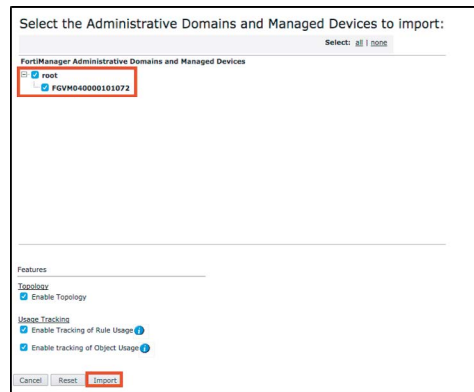 Select the Administrative Domains and Managed Devices to import:
Select: all | none
FortiManager Administrative Domains and Managed Devices
root
FGVM040000101072
Features
Topology
Enable Topology
Usage Tracking
Enable Tracking of Rule Usage
Enable tracking of Object Usage
Cancel Reset Import